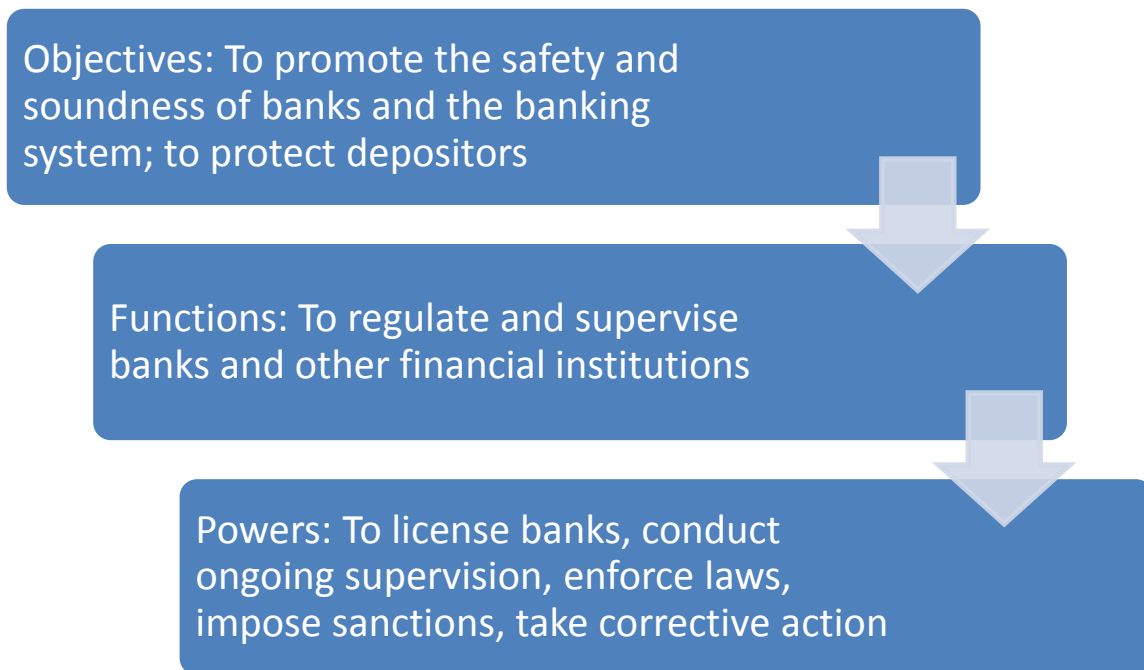 Objectives: To promote the safety and
soundness of banks and the banking
system; to protect depositors
Functions: To regulate and supervise
banks and other financial institutions
Powers: To license banks, conduct
ongoing supervision, enforce laws,
impose sanctions, take corrective action